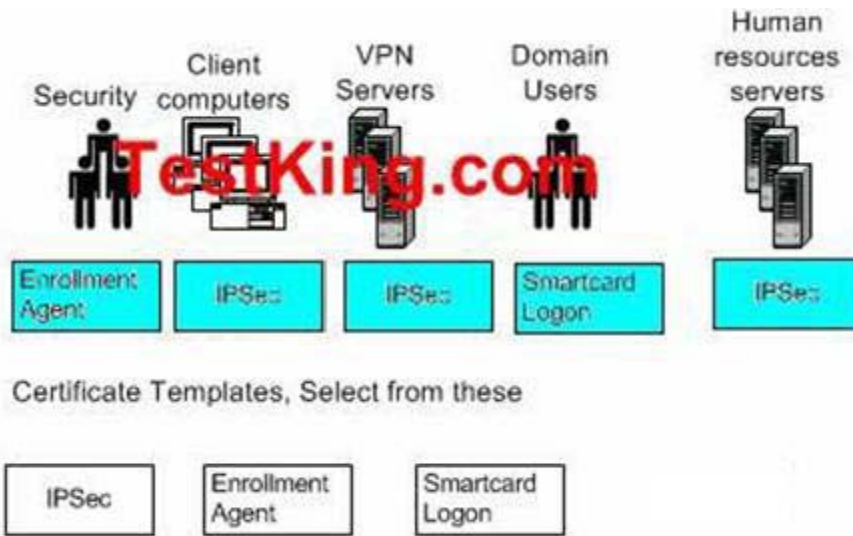 Security
Client
computers
VPN
Servers
Domain
Users
Human
resources
servers
TestKing.com
Enrollment
Agent
IPSec
IPSec
Smartcard
Logon
IPSec
Certificate Templates, Select from these
IPSec
Enrollment
Agent
Smartcard
Logon